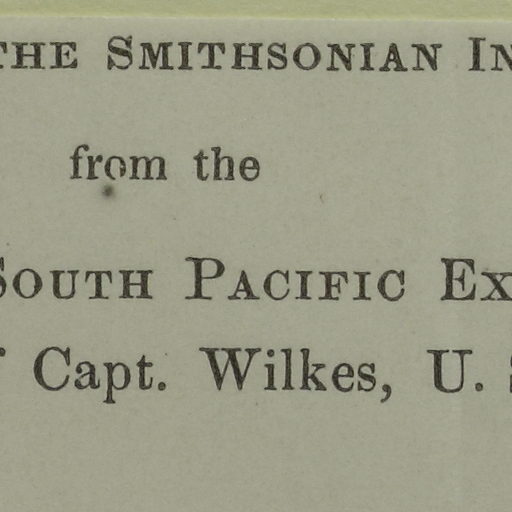 THE SMITHSONIAN IN
from the
SOUTH PACIFIC EX
Capt. Wilkes, U.